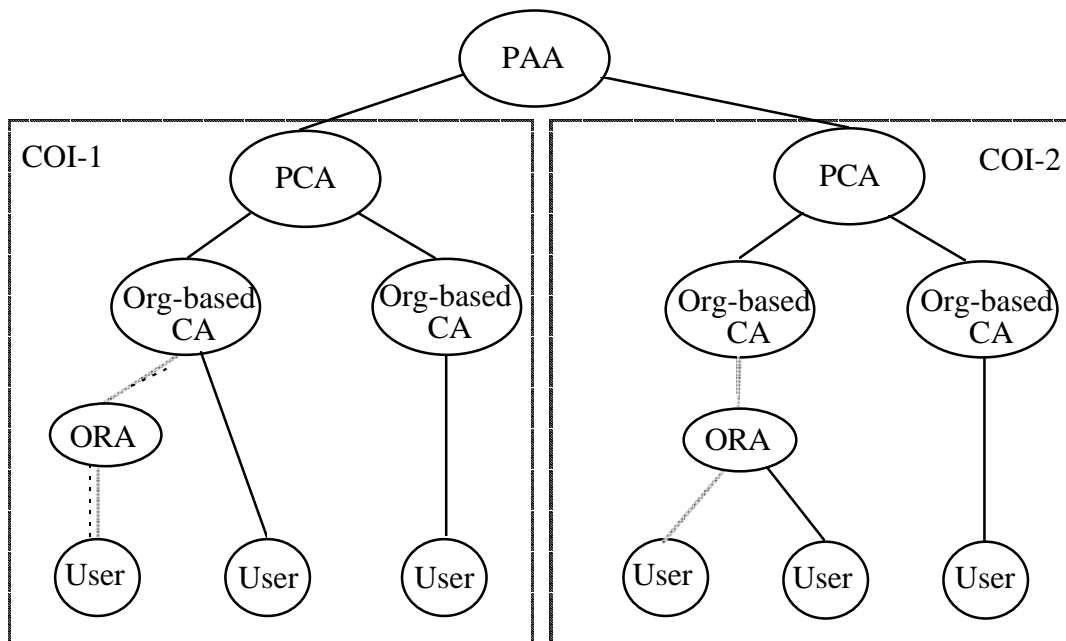 PAA
COI-1
COI-2
PCA
PCA
Org-based
CA
Org-based
CA
Org-based
CA
Org-based
CA
ORA
ORA
User
User
User
User
User
User